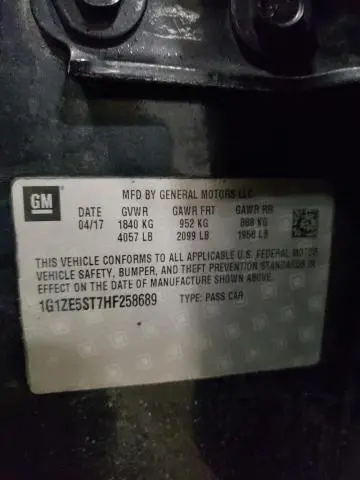 GM
MFD BY GENERAL MOTORS LLC
DATE GVWR GAWR FRT GAWR RR
04/17 1840 KG 952 KG 888 KG
4057 LB 2099 LB 1958 LB
THIS VEHICLE CONFORMS TO ALL APPLICABLE U.S. FEDERAL MOTOR
VEHICLE SAFETY, BUMPER, AND THEFT PREVENTION STANDARDS IN
EFFECT ON THE DATE OF MANUFACTURE SHOWN ABOVE.
1G1ZE5ST7HF258689 TYPE: PASS CAR